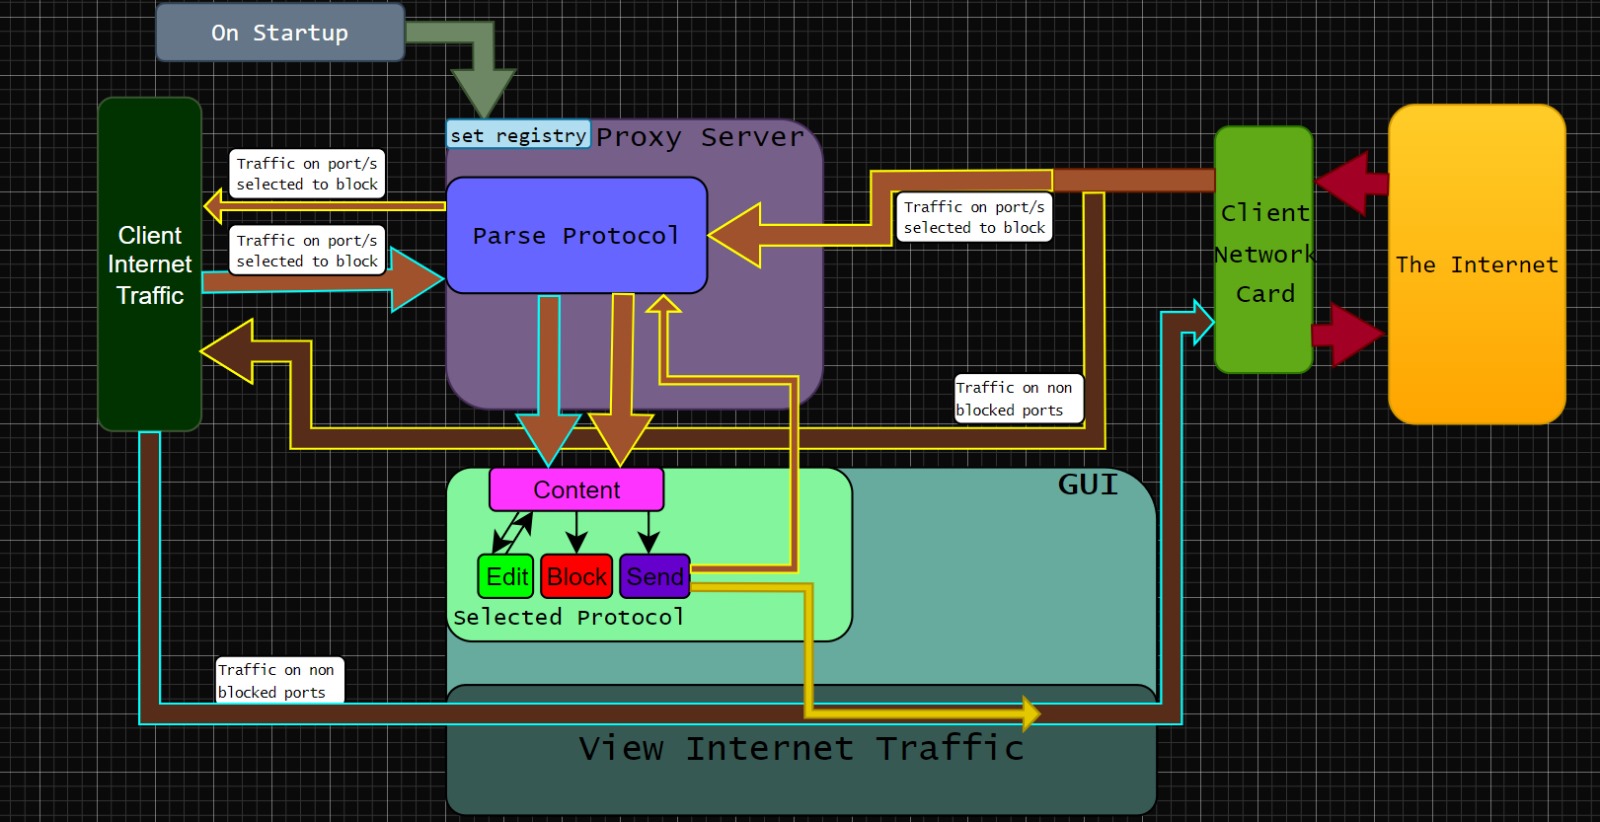 On Startup
set registry
Proxy Server
Traffic on port/s
selected to block
Traffic on port/s
selected to block
Parse Protocol
Traffic on port/s
selected to block
Client
Internet
Traffic
Client
Network
Card
The Internet
Traffic on non
blocked ports
GUI
Content
Edit
Block
Send
Selected Protocol
Traffic on non
blocked ports
View Internet Traffic